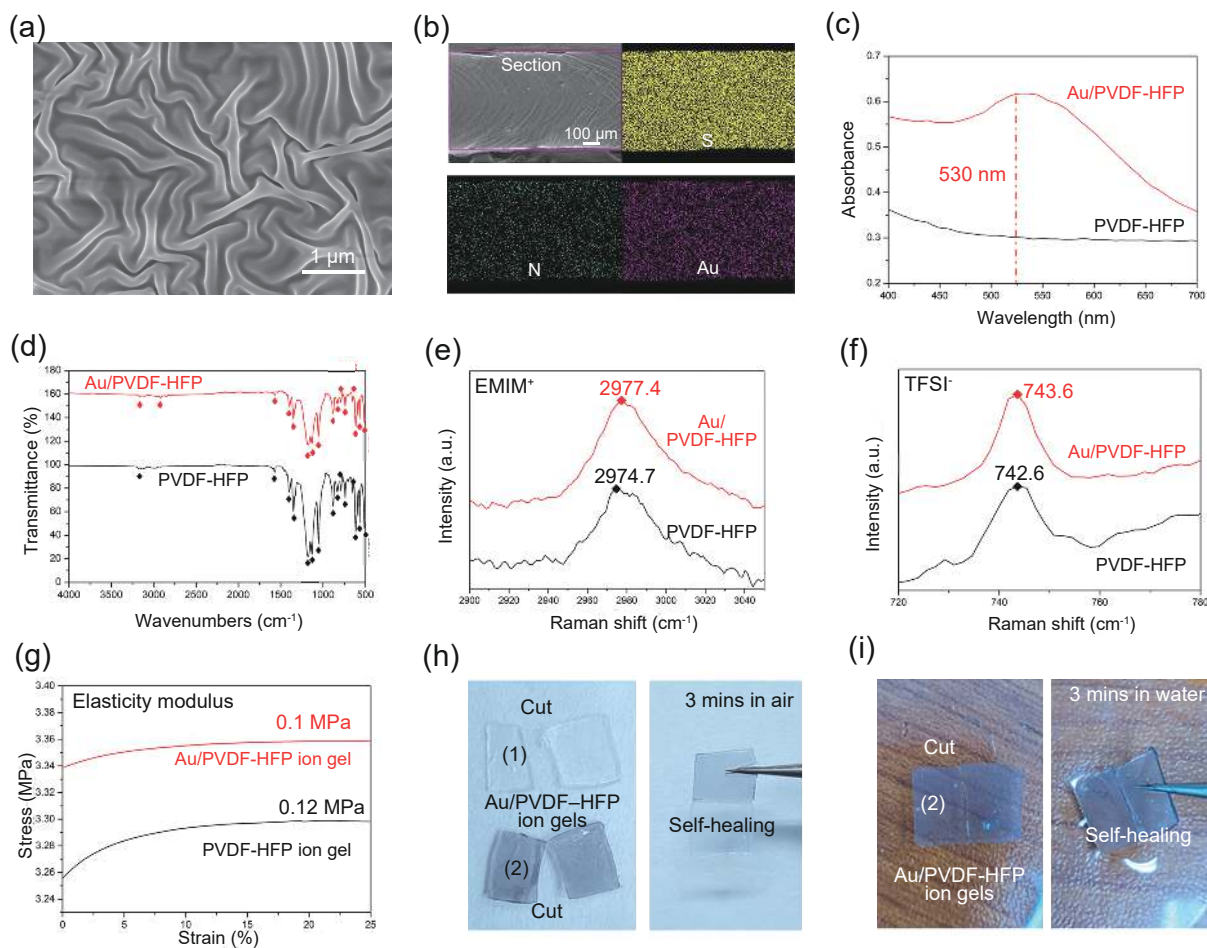 (a)
1 µm
(b)
Section
100 µm
S
N
Au
(c)
Absorbance
0.7
0.6
0.5
0.4
0.3
0.2
Au/PVDF-HFP
530 nm
PVDF-HFP
400
450
500
550
600
650
700
Wavelength (nm)
(d)
Transmittance (%)
180
160
140
120
100
80
60
40
20
0
Au/PVDF-HFP
PVDF-HFP
4000
3500
3000
2500
2000
1500
1000
500
Wavenumbers (cm⁻¹)
(e)
Intensity (a.u.)
EMIM⁺
2977.4
Au/
PVDF-HFP
2974.7
PVDF-HFP
2900
2920
2940
2960
2980
3000
3020
3040
Raman shift (cm⁻¹)
(f)
Intensity (a.u.)
TFSI⁻
743.6
Au/PVDF-HFP
742.6
PVDF-HFP
720
740
760
780
Raman shift (cm⁻¹)
(g)
Stress (MPa)
3.40
3.38
3.36
3.34
3.32
3.30
3.28
3.26
3.24
Elasticity modulus
0.1 MPa
Au/PVDF-HFP ion gel
0.12 MPa
PVDF-HFP ion gel
0
5
10
15
20
25
Strain (%)
(h)
Cut
(1)
Au/PVDF–HFP
ion gels
(2)
Cut
3 mins in air
Self-healing
(i)
Cut
(2)
Au/PVDF-HFP
ion gels
3 mins in water
Self-healing